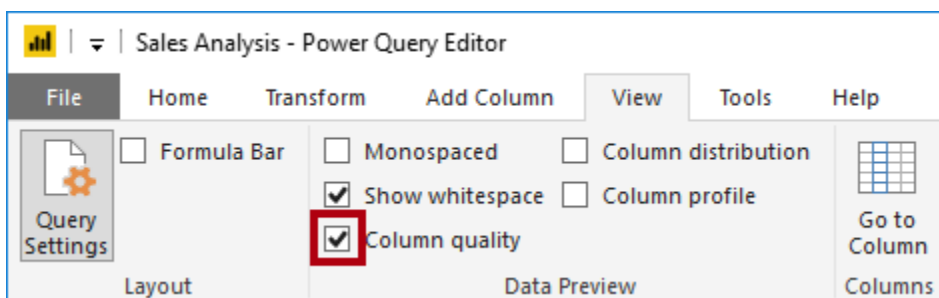 Sales Analysis - Power Query Editor
File Home Transform Add Column View Tools Help
Formula Bar Monospaced Column distribution
Show whitespace Column profile
Query Settings Column quality Go to Column
Layout Data Preview Columns